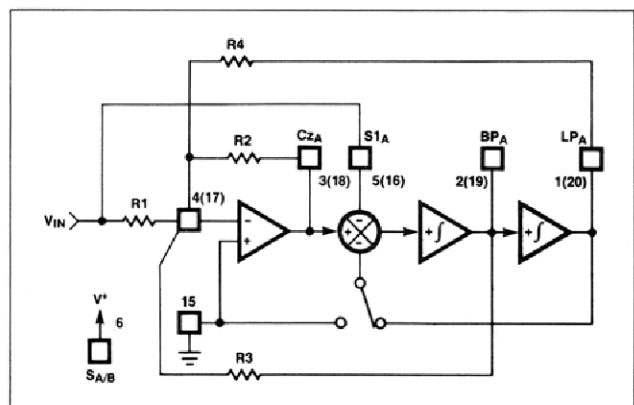 R4
R2
CzA
S1A
BPA
LPA
3(18)
5(16)
2(19)
1(20)
4(17)
VIN
R1
−
+
+
−
−
+∫
+∫
15
V+
6
SA/B
R3